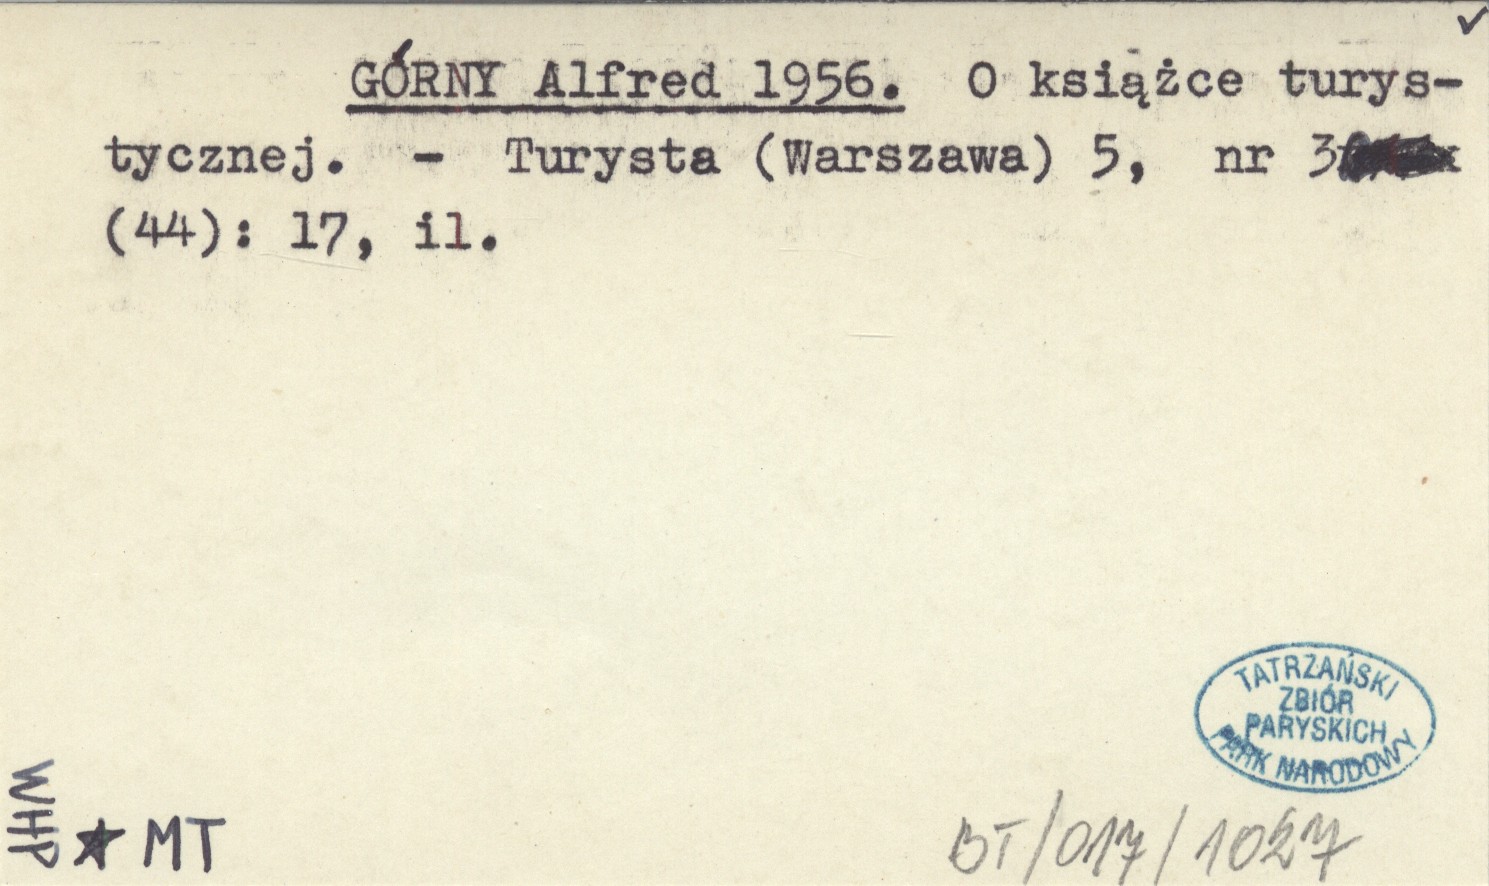 GÓRNY Alfred 1956. O książce turys-
tycznej. - Turysta (Warszawa) 5, nr 3
(44): 17, il.
TATRZAŃSKI
ZBIÓR
PARYSKICH
PARK NARODOWY
WHP
★ MT
BT/017/1027
✓